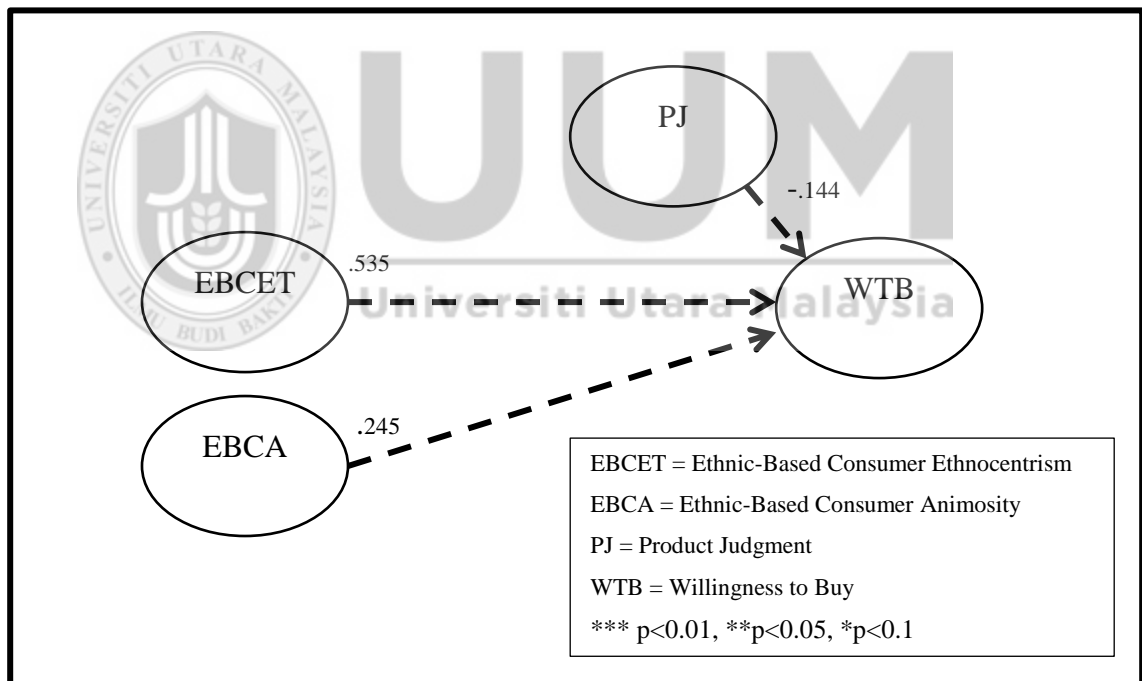 UNIVERSITI UTARA MALAYSIA
ILMU BUDI BAKTI
UUM
Universiti Utara Malaysia
PJ
-.144
.535
EBCET
WTB
.245
EBCA
EBCET = Ethnic-Based Consumer Ethnocentrism
EBCA = Ethnic-Based Consumer Animosity
PJ = Product Judgment
WTB = Willingness to Buy
*** p<0.01, **p<0.05, *p<0.1